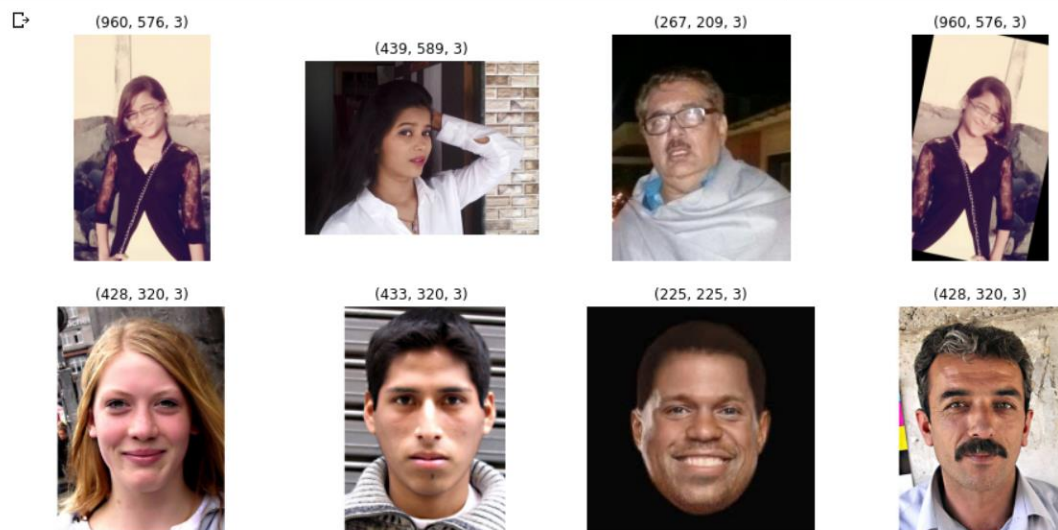 (960, 576, 3)
(439, 589, 3)
(267, 209, 3)
(960, 576, 3)
(428, 320, 3)
(433, 320, 3)
(225, 225, 3)
(428, 320, 3)